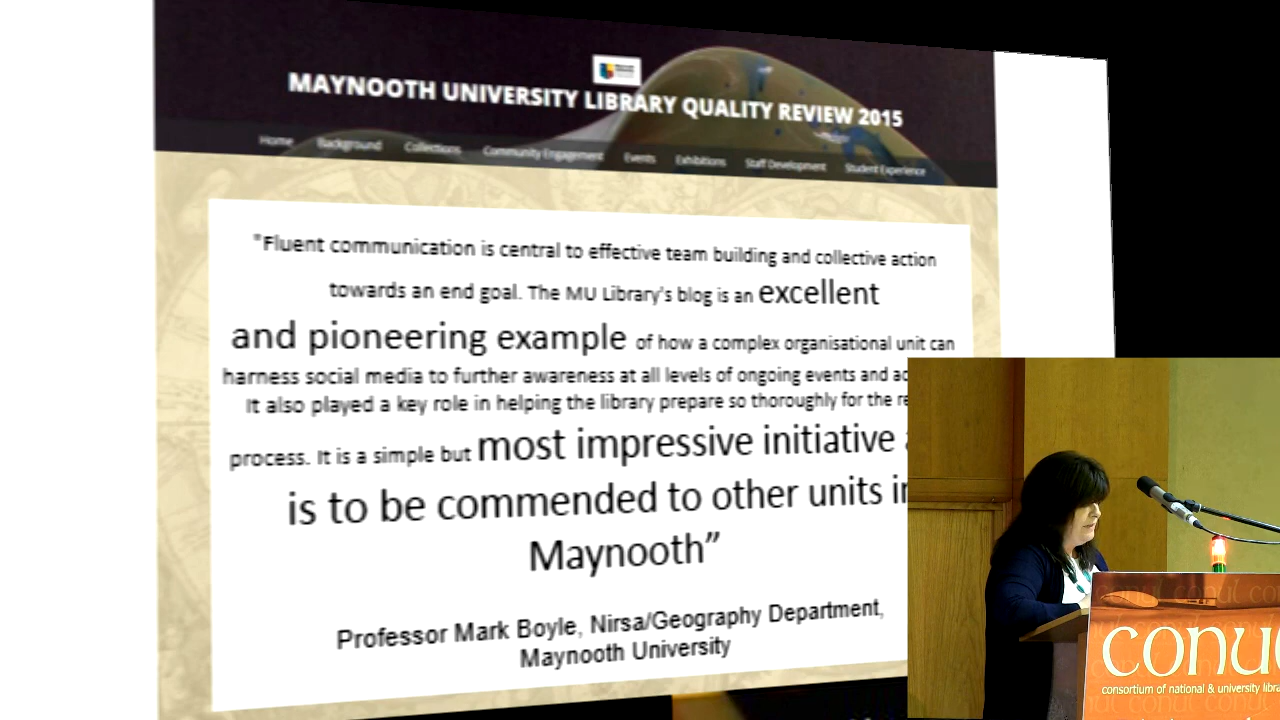 MAYNOOTH UNIVERSITY LIBRARY QUALITY REVIEW 2015
Home Background Collections Community Engagement Events Exhibitions Staff Development Student Experience
"Fluent communication is central to effective team building and collective action
towards an end goal. The MU Library's blog is an excellent
and pioneering example of how a complex organisational unit can
harness social media to further awareness at all levels of ongoing events and
It also played a key role in helping the library prepare so thoroughly for the
process. It is a simple but most impressive initiative
is to be commended to other units
Maynooth”
Professor Mark Boyle, Nirsa/Geography Department,
Maynooth University
conu
consortium of national & university